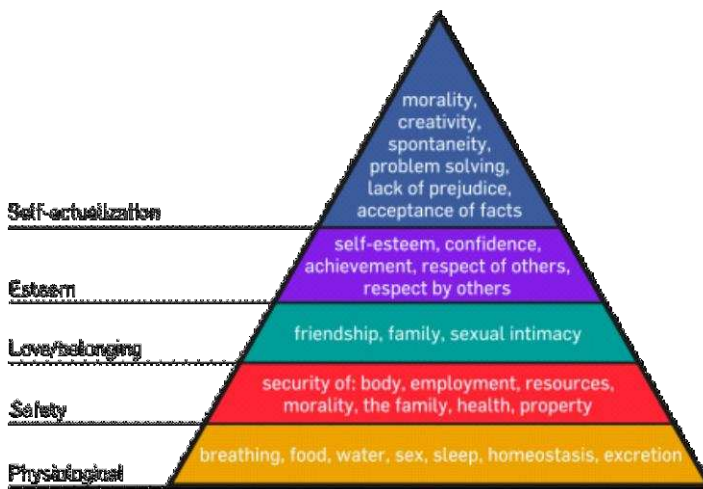 morality,
creativity,
spontaneity,
problem solving,
lack of prejudice,
acceptance of facts
Self-actualization
self-esteem, confidence,
achievement, respect of others,
respect by others
Esteem
friendship, family, sexual intimacy
Love/belonging
security of: body, employment, resources,
morality, the family, health, property
Safety
breathing, food, water, sex, sleep, homeostasis, excretion
Physiological